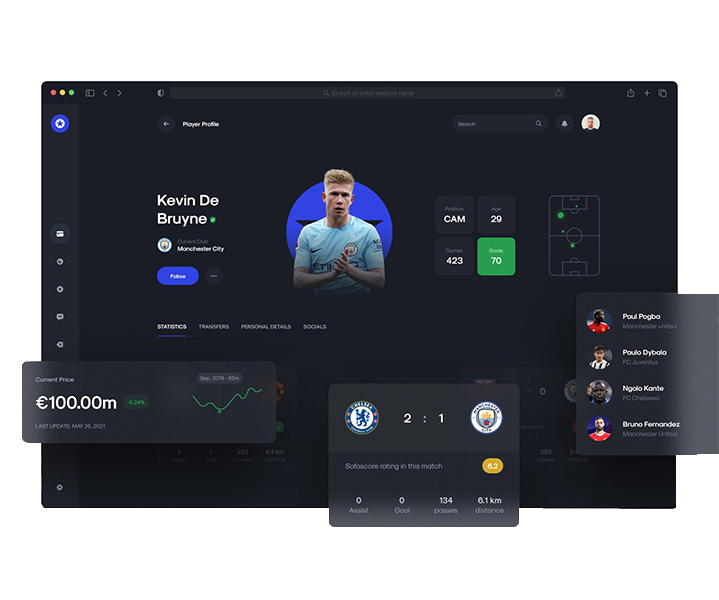 Search or enter website name
Player Profile
Search
Kevin De
Bruyne
Current Club
Manchester City
Follow
Position
CAM
Age
29
Games
423
Goals
70
STATISTICS
TRANSFERS
PERSONAL DETAILS
SOCIALS
Paul Pogba
Manchester united
Paulo Dybala
FC Juventus
Ngolo Kante
FC Chelseea
Bruno Fernandez
Manchester United
Current Price
€100.00m
-0.24%
LAST UPDATE: MAY 26, 2021
Sep, 2019 - 65m
CHELSEA
2 : 1
MANCHESTER
CITY
Sofascore rating in this match
6.2
0
Assist
0
Goal
134
passes
6.1 km
distance
0